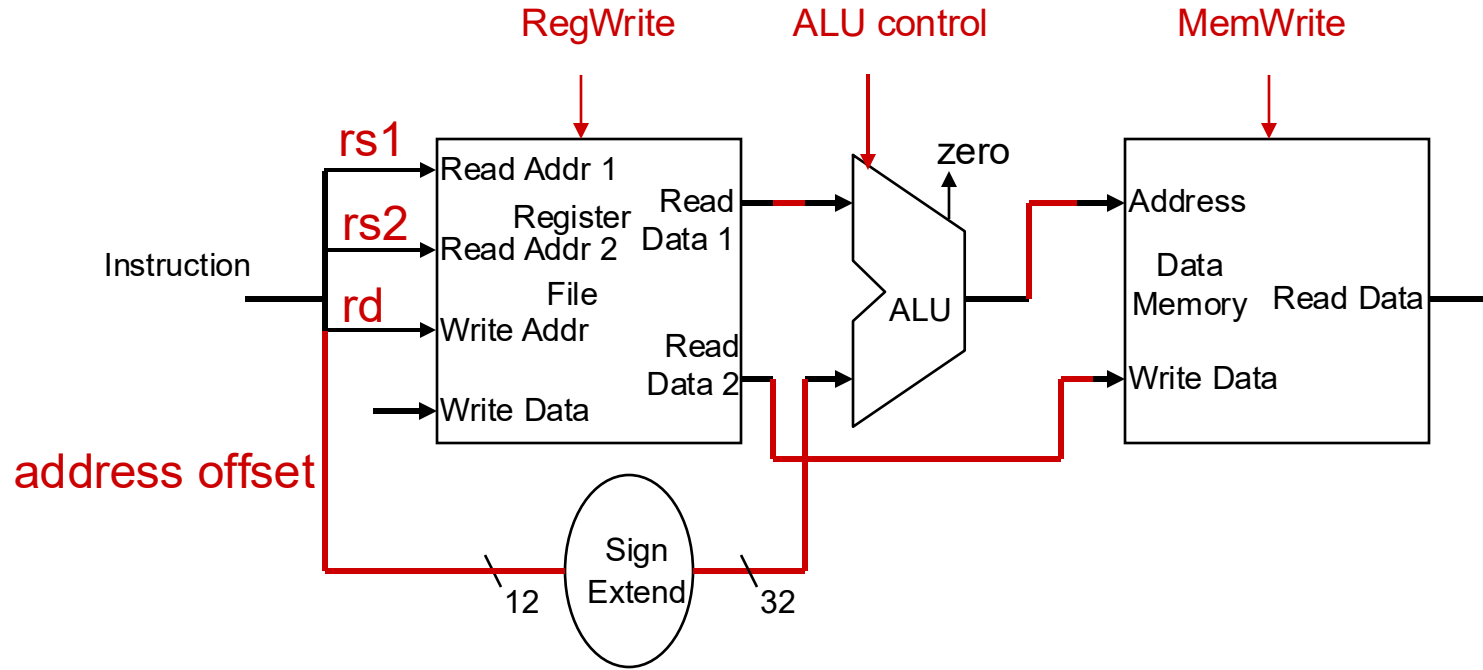 RegWrite
ALU control
MemWrite
rs1
Read Addr 1
Register
Read
Data 1
zero
Address
rs2
Read Addr 2
Instruction
File
Data
Memory
Read Data
ALU
rd
Write Addr
Read
Data 2
Write Data
Write Data
address offset
Sign
Extend
12
32